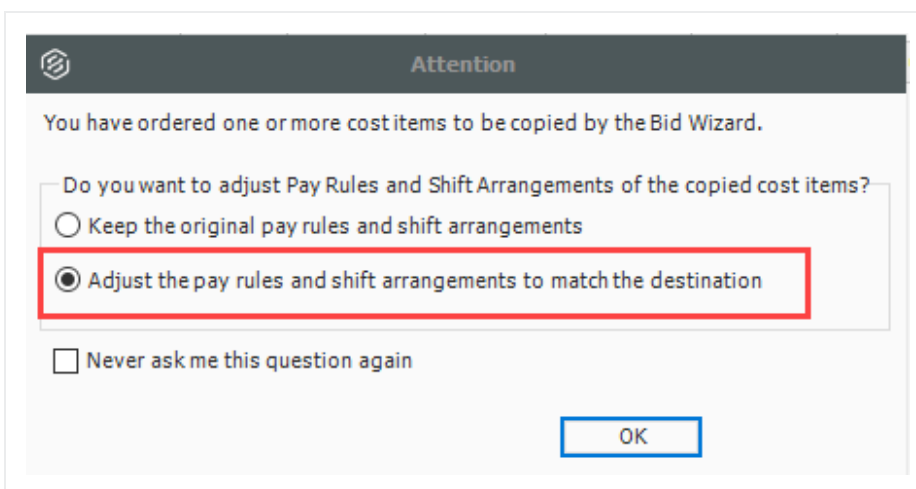 Attention
You have ordered one or more cost items to be copied by the Bid Wizard.
Do you want to adjust Pay Rules and Shift Arrangements of the copied cost items?
Keep the original pay rules and shift arrangements
Adjust the pay rules and shift arrangements to match the destination
Never ask me this question again
OK